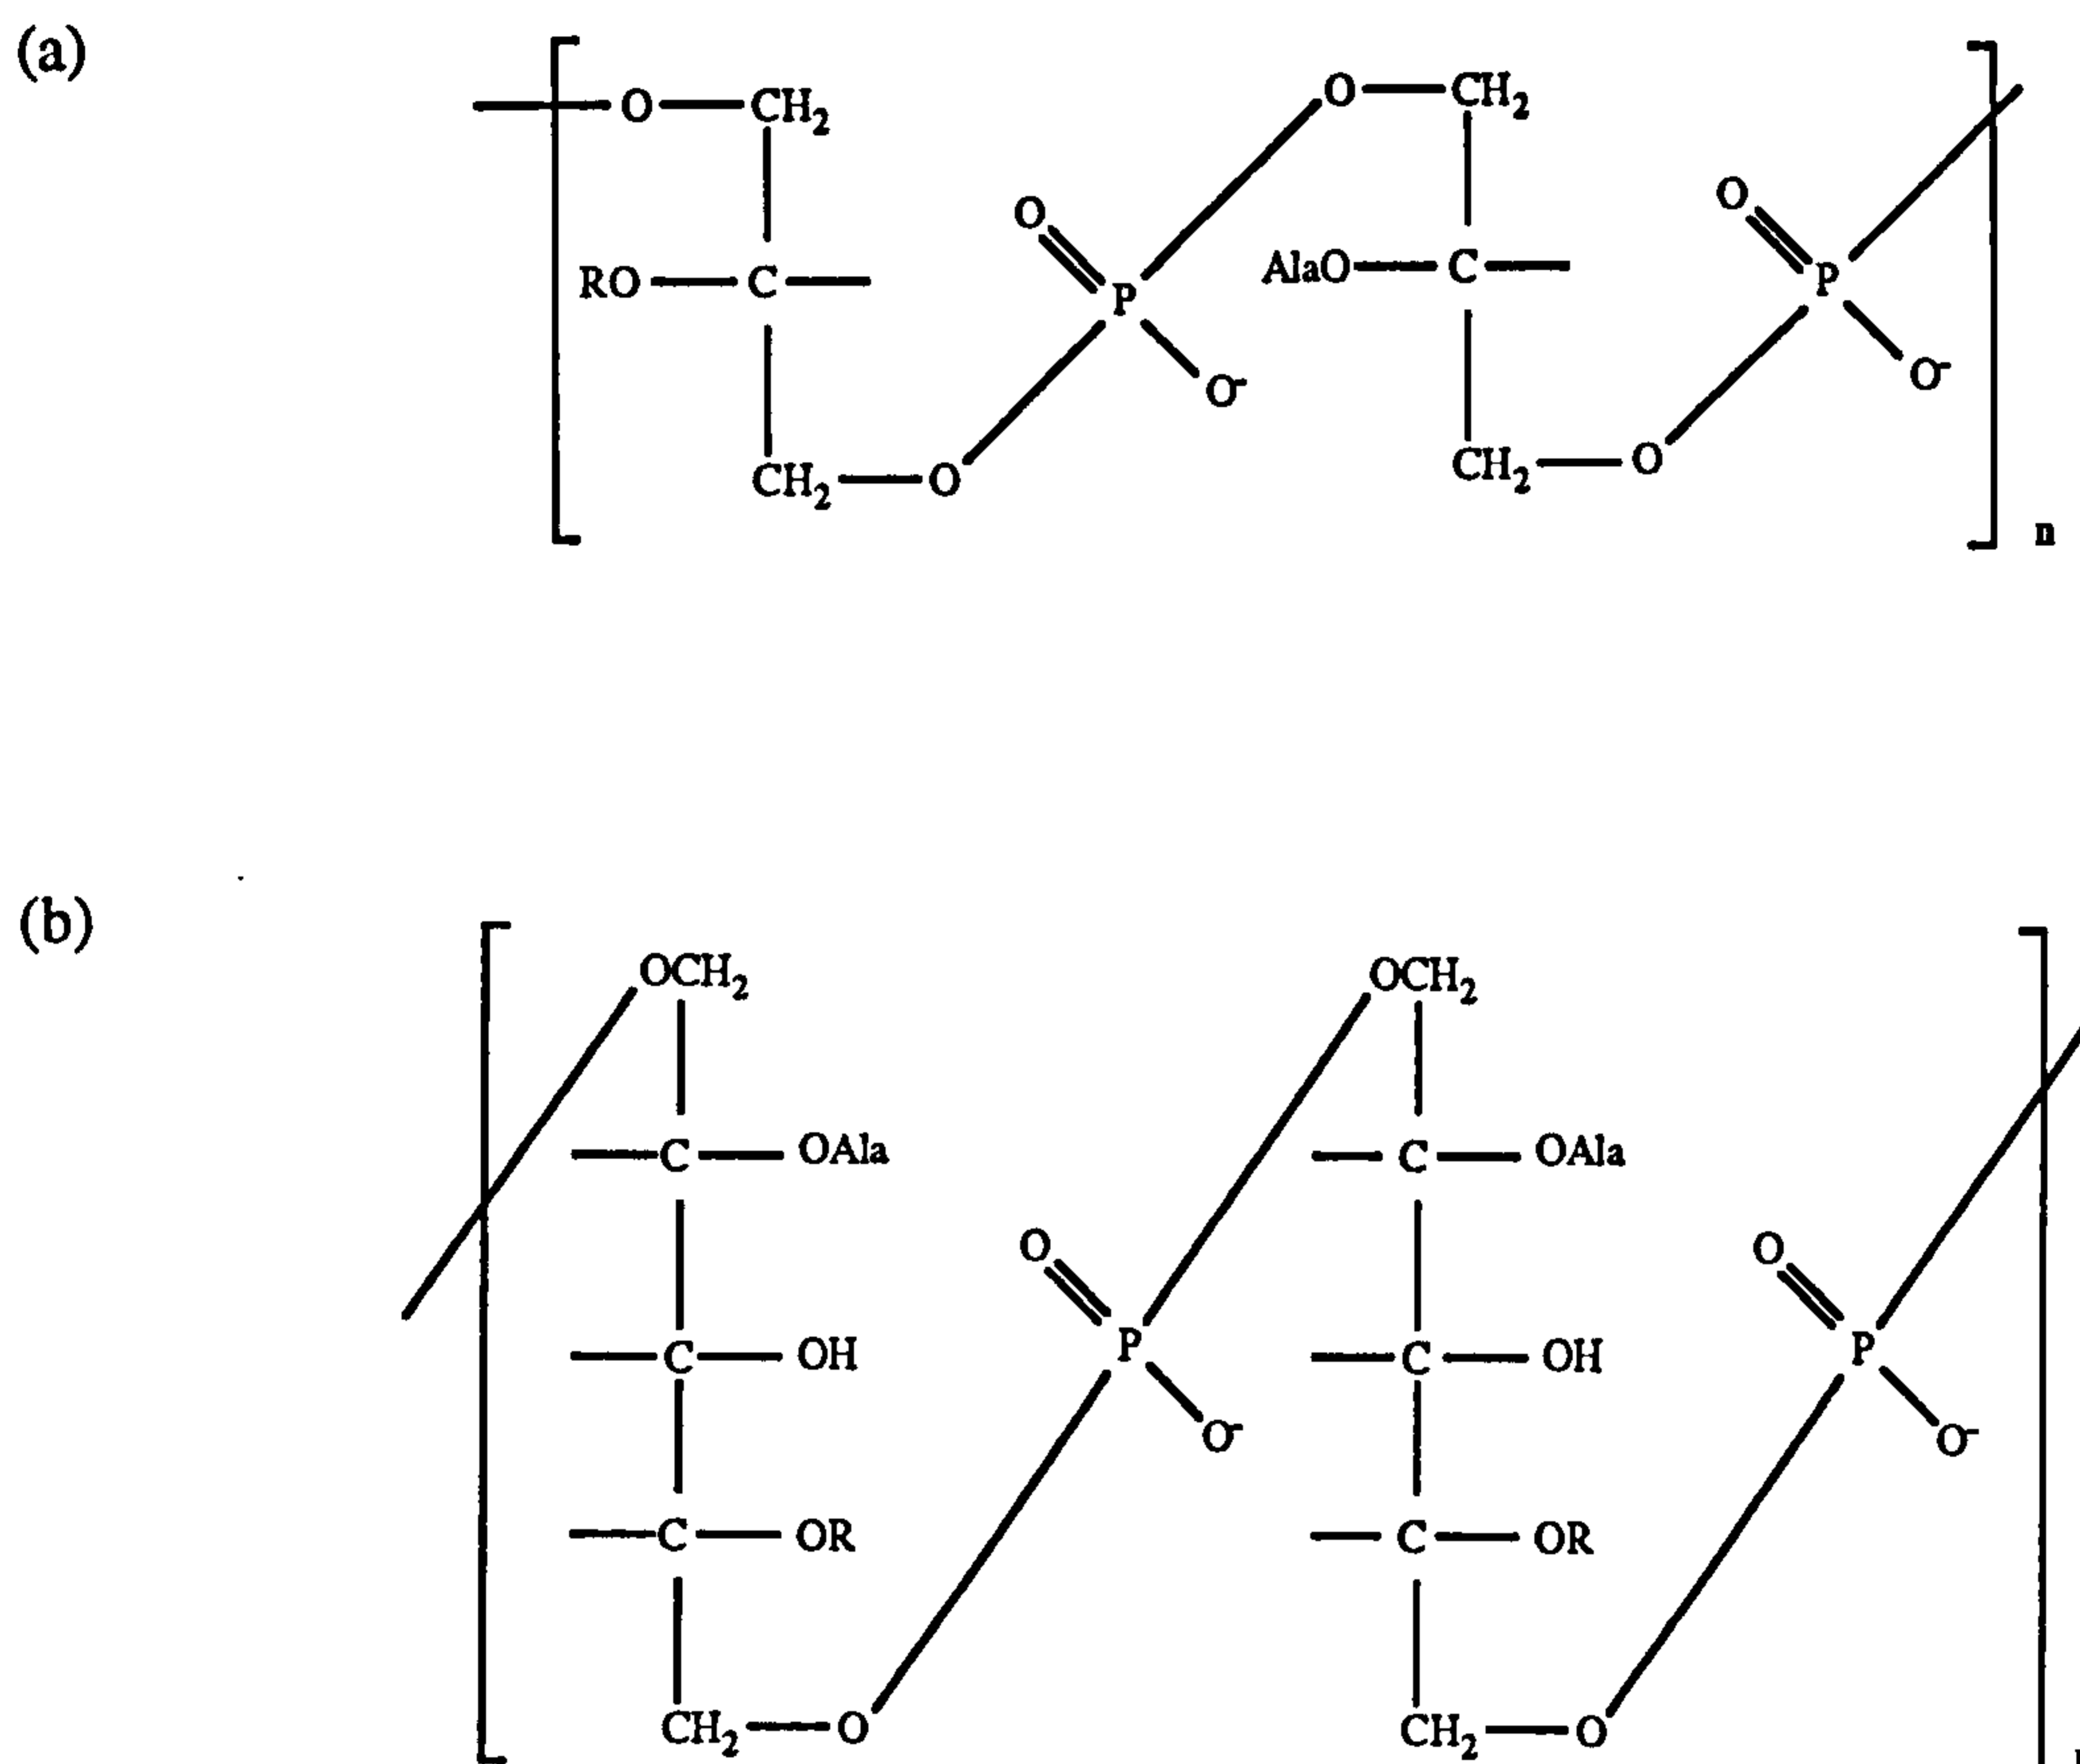 (a)
O CH2 O CH2
O O
RO C P AlaO C P
O- O-
CH2 O CH2 O
n
(b)
OCH2 OCH2
C OAla C OAla
O O
P P
C OH C OH
O- O-
C OR C OR
CH2 O CH2 O